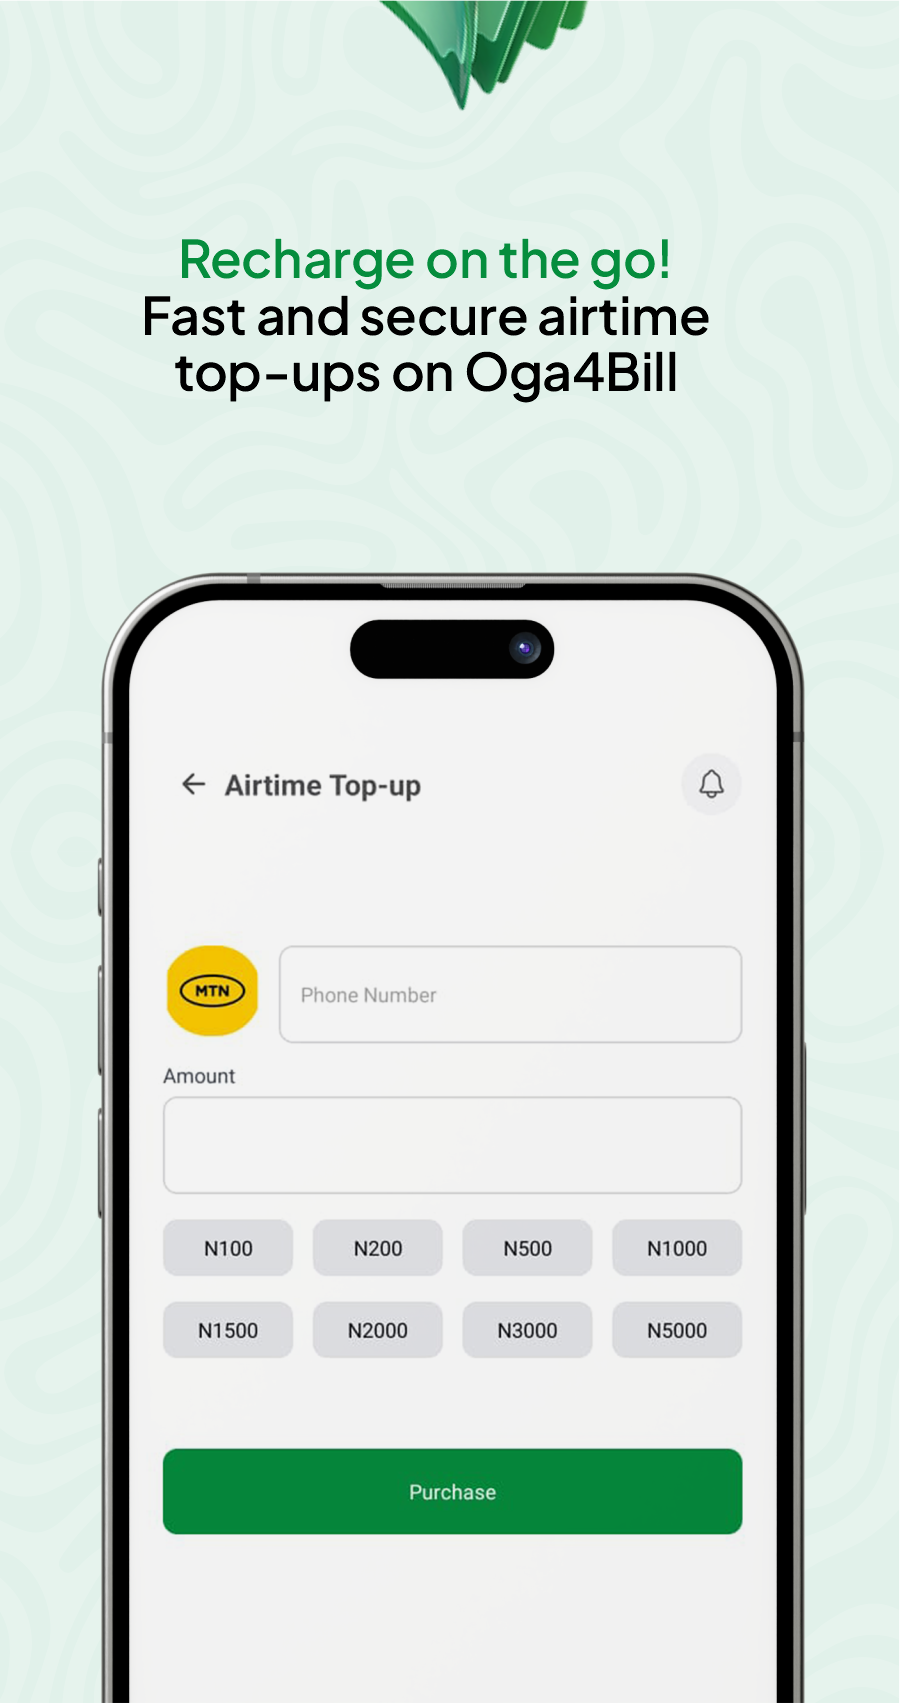 Recharge on the go!
Fast and secure airtime
top-ups on Oga4Bill
Airtime Top-up
MTN
Phone Number
Amount
N100 N200 N500 N1000
N1500 N2000 N3000 N5000
Purchase